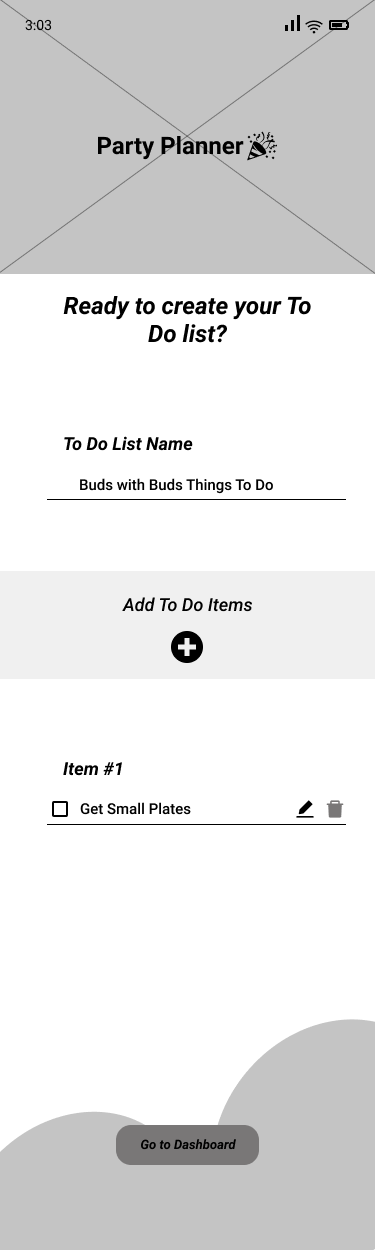 3:03
Party Planner
Ready to create your To
Do list?
To Do List Name
Buds with Buds Things To Do
Add To Do Items
Item #1
Get Small Plates
Go to Dashboard